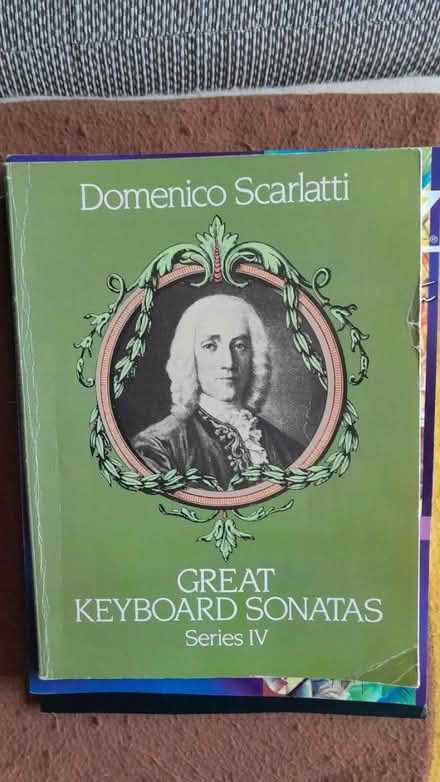 Domenico Scarlatti
GREAT
KEYBOARD SONATAS
Series IV